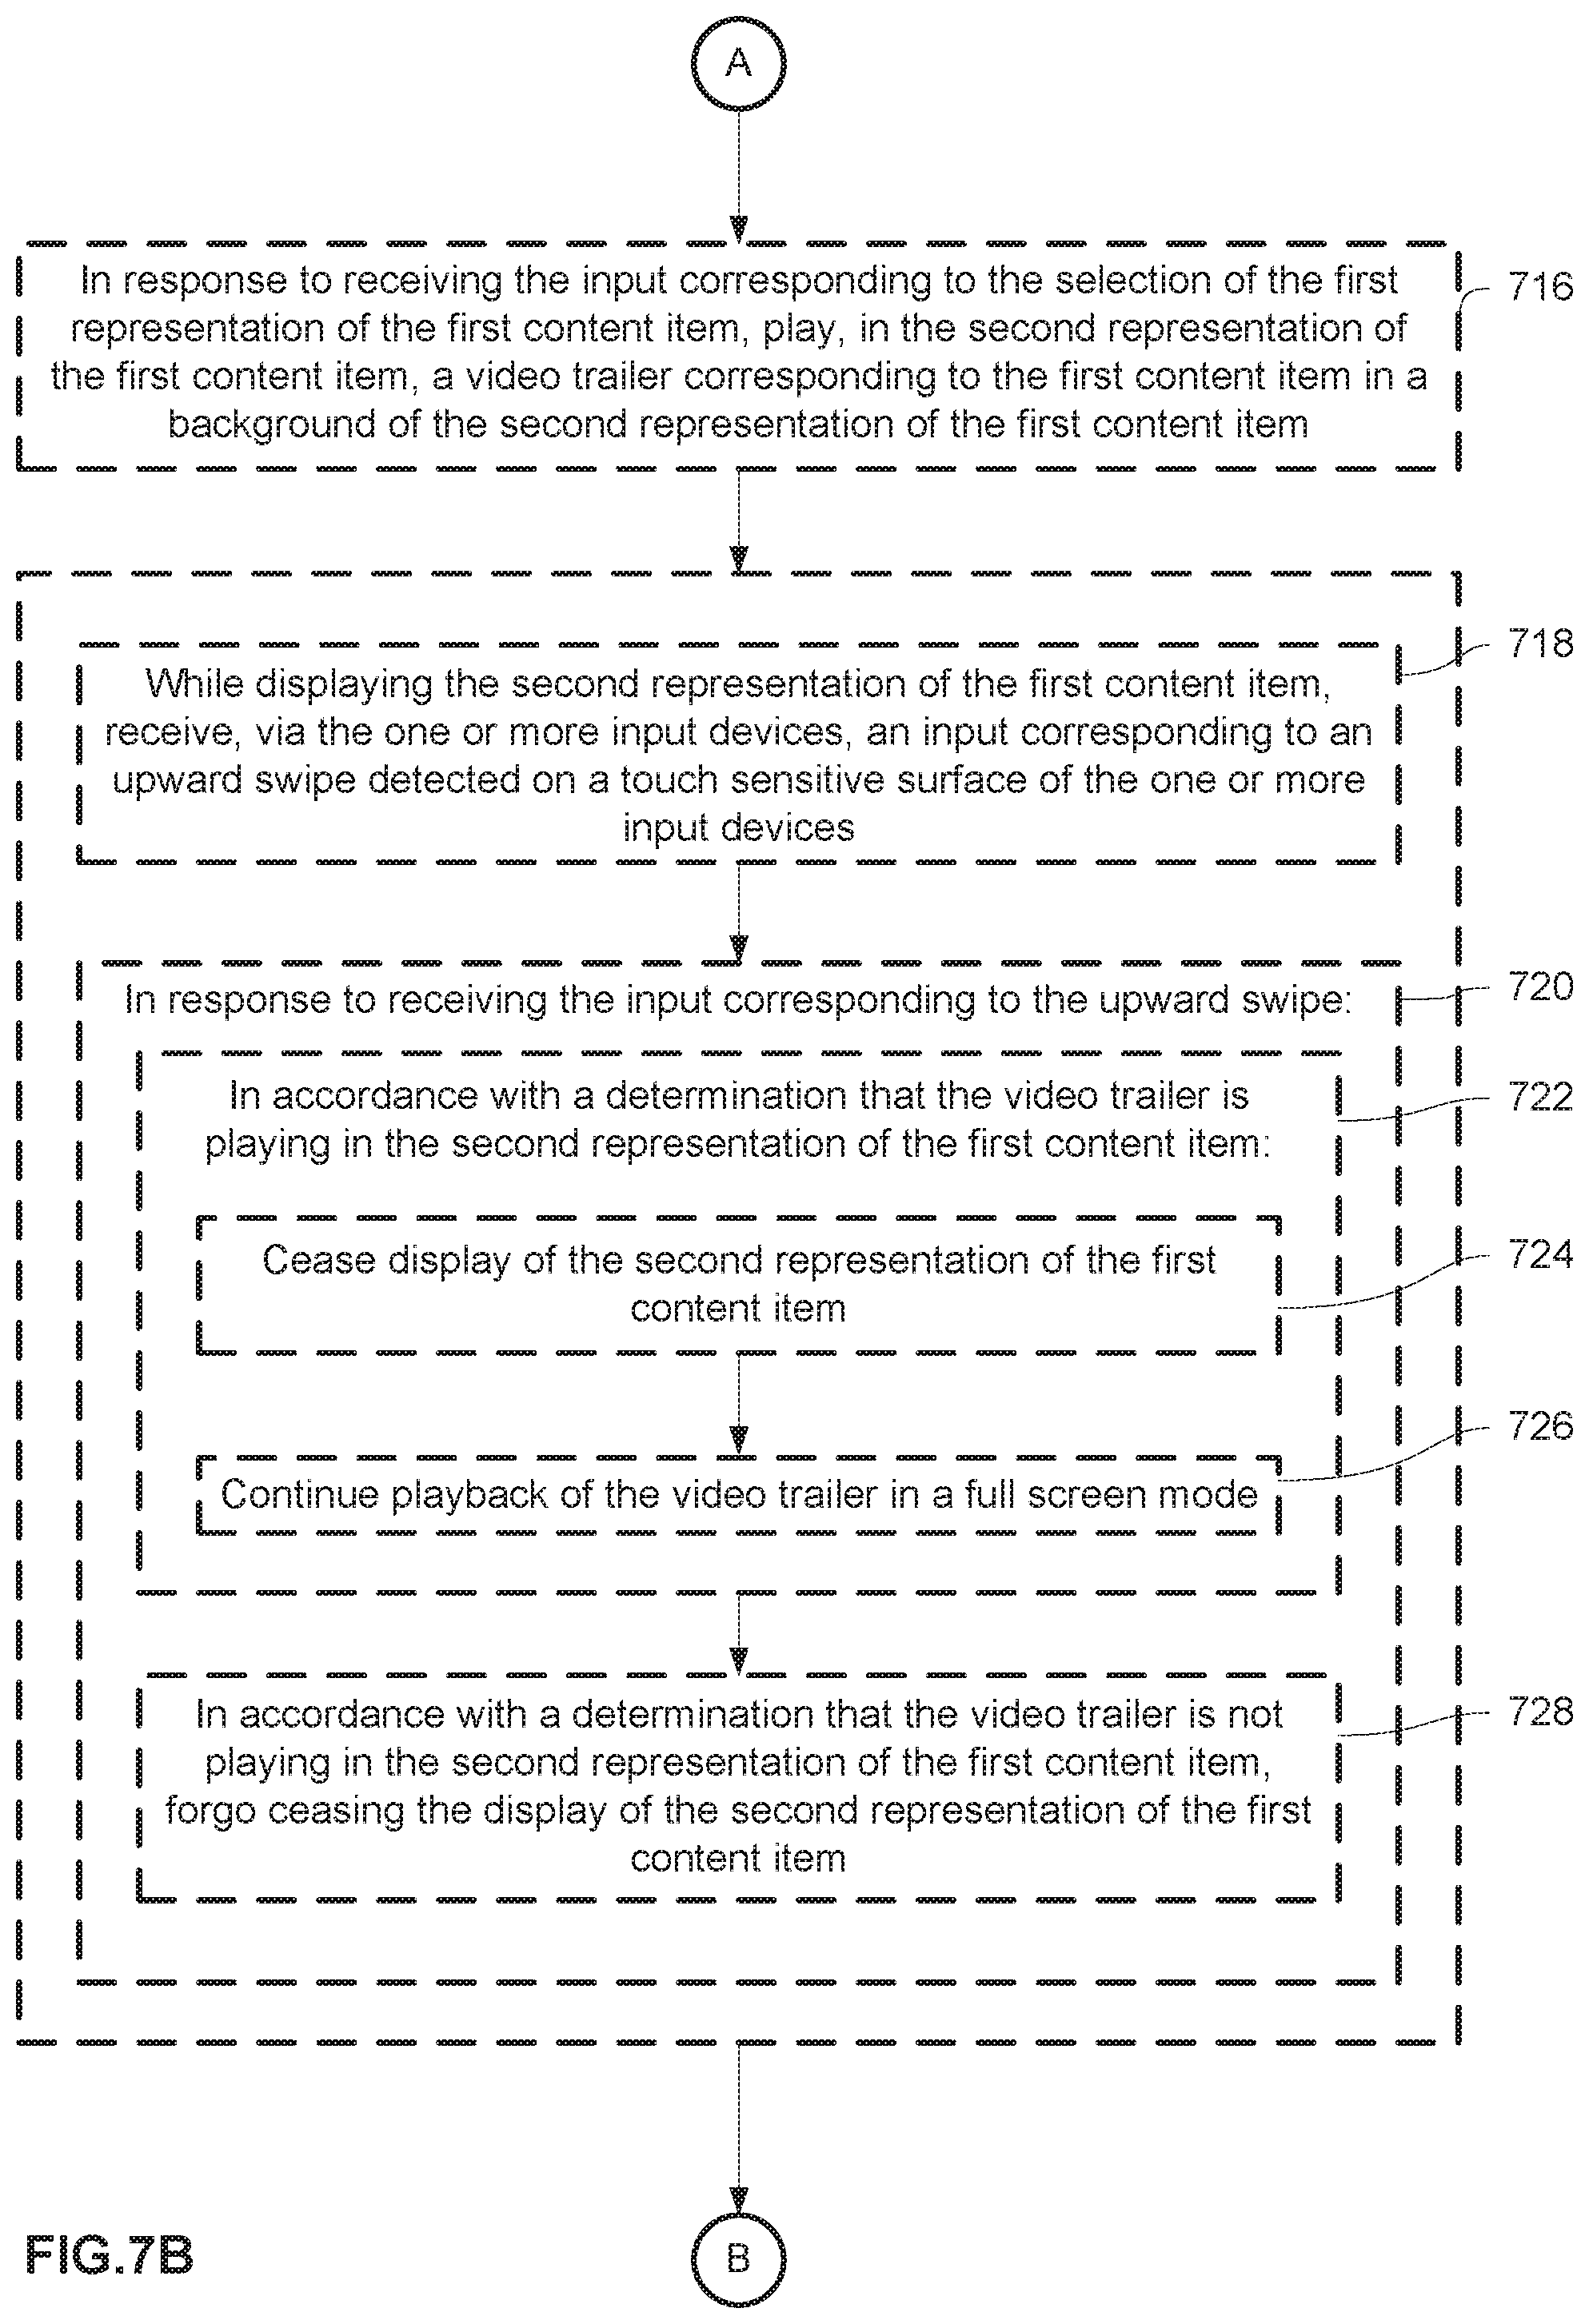 A
In response to receiving the input corresponding to the selection of the first
representation of the first content item, play, in the second representation of
the first content item, a video trailer corresponding to the first content item in a
background of the second representation of the first content item
716
While displaying the second representation of the first content item,
receive, via the one or more input devices, an input corresponding to an
upward swipe detected on a touch sensitive surface of the one or more
input devices
718
In response to receiving the input corresponding to the upward swipe:
720
In accordance with a determination that the video trailer is
playing in the second representation of the first content item:
722
Cease display of the second representation of the first
content item
724
Continue playback of the video trailer in a full screen mode
726
In accordance with a determination that the video trailer is not
playing in the second representation of the first content item,
forgo ceasing the display of the second representation of the first
content item
728
B
FIG.7B